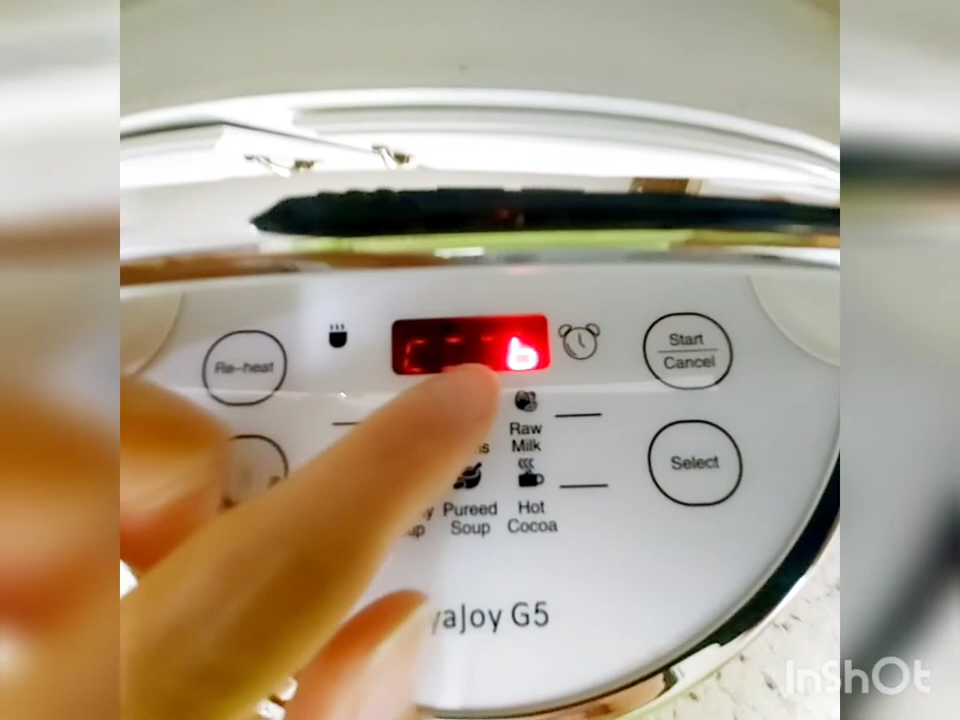 Re-heat
Start
Cancel
Raw
Milk
Select
Pureed
Soup
Hot
Cocoa
yaJoy G5
InShOt